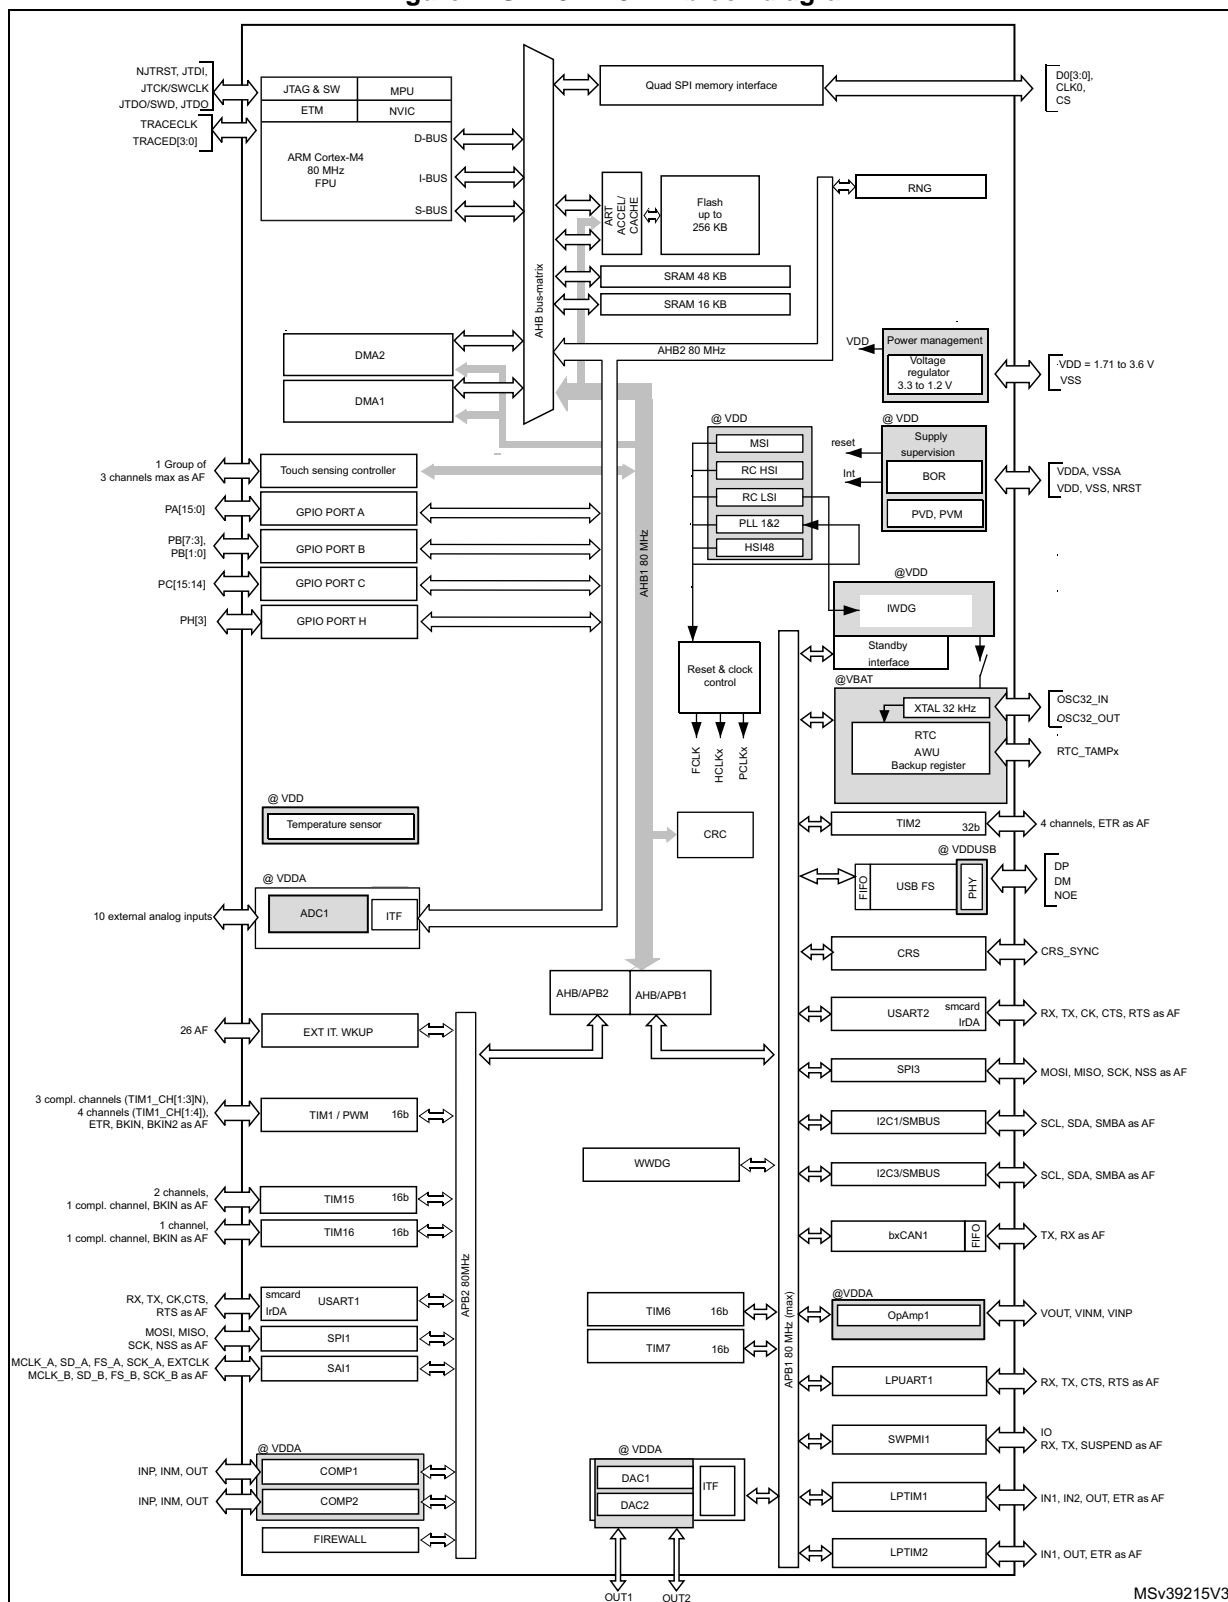 NJTRST, JTDI,
JTCK/SWCLK
JTDO/SWD, JTDO
TRACECLK
TRACED[3:0]
JTAG & SW
MPU
ETM
NVIC
ARM Cortex-M4
80 MHz
FPU
D-BUS
I-BUS
S-BUS
AHB bus-matrix
Quad SPI memory interface
D0[3:0],
CLK0,
CS
ART
ACCEL/
CACHE
Flash
up to
256 KB
RNG
SRAM 48 KB
SRAM 16 KB
AHB2 80 MHz
DMA2
DMA1
VDD
Power management
Voltage
regulator
3.3 to 1.2 V
VDD = 1.71 to 3.6 V
VSS
@ VDD
MSI
RC HSI
RC LSI
PLL 1&2
HSI48
@ VDD
reset
Int
Supply
supervision
BOR
PVD, PVM
VDDA, VSSA
VDD, VSS, NRST
1 Group of
3 channels max as AF
Touch sensing controller
PA[15:0]
GPIO PORT A
PB[7:3],
PB[1:0]
GPIO PORT B
PC[15:14]
GPIO PORT C
PH[3]
GPIO PORT H
AHB1 80 MHz
@VDD
IWDG
Standby
interface
Reset & clock
control
FCLK
HCLKx
PCLKx
@VBAT
XTAL 32 kHz
RTC
AWU
Backup register
OSC32_IN
OSC32_OUT
RTC_TAMPx
@ VDD
Temperature sensor
CRC
TIM2
32b
4 channels, ETR as AF
@ VDDUSB
FIFO
USB FS
PHY
DP
DM
NOE
@ VDDA
10 external analog inputs
ADC1
ITF
CRS
CRS_SYNC
AHB/APB2
AHB/APB1
26 AF
EXT IT. WKUP
USART2
smcard
IrDA
RX, TX, CK, CTS, RTS as AF
SPI3
MOSI, MISO, SCK, NSS as AF
3 compl. channels (TIM1_CH[1:3]N),
4 channels (TIM1_CH[1:4]),
ETR, BKIN, BKIN2 as AF
TIM1 / PWM
16b
I2C1/SMBUS
SCL, SDA, SMBA as AF
WWDG
I2C3/SMBUS
SCL, SDA, SMBA as AF
2 channels,
1 compl. channel, BKIN as AF
TIM15
16b
1 channel,
1 compl. channel, BKIN as AF
TIM16
16b
bxCAN1
FIFO
TX, RX as AF
APB2 80MHz
APB1 80 MHz (max)
RX, TX, CK,CTS,
RTS as AF
smcard
IrDA
USART1
TIM6
16b
TIM7
16b
@VDDA
OpAmp1
VOUT, VINM, VINP
MOSI, MISO,
SCK, NSS as AF
SPI1
MCLK_A, SD_A, FS_A, SCK_A, EXTCLK
MCLK_B, SD_B, FS_B, SCK_B as AF
SAI1
LPUART1
RX, TX, CTS, RTS as AF
SWPMI1
IO
RX, TX, SUSPEND as AF
@ VDDA
INP, INM, OUT
COMP1
INP, INM, OUT
COMP2
FIREWALL
@ VDDA
DAC1
DAC2
ITF
OUT1
OUT2
LPTIM1
IN1, IN2, OUT, ETR as AF
LPTIM2
IN1, OUT, ETR as AF
MSv39215V3